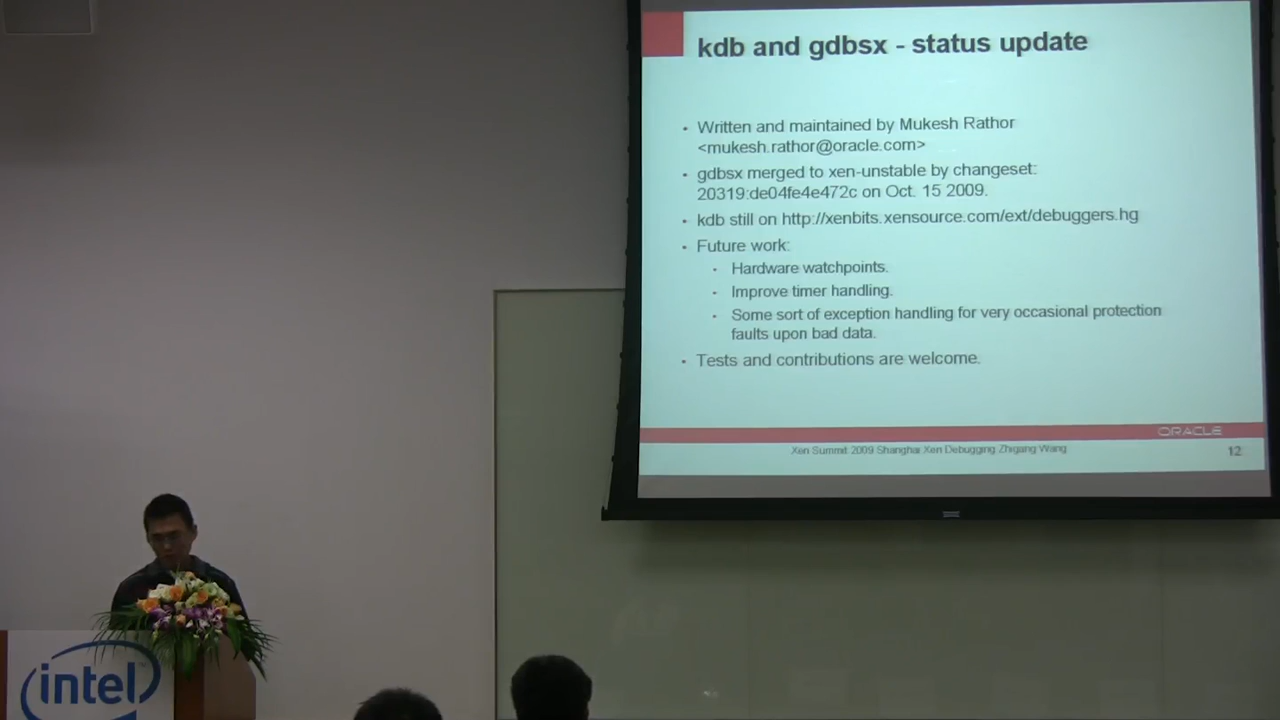 kdb and gdbsx - status update
• Written and maintained by Mukesh Rathor
<mukesh.rathor@oracle.com>
• gdbsx merged to xen-unstable by changeset:
20319:de04fe4e472c on Oct. 15 2009.
• kdb still on http://xenbits.xensource.com/ext/debuggers.hg
• Future work:
• Hardware watchpoints.
• Improve timer handling.
• Some sort of exception handling for very occasional protection
faults upon bad data.
• Tests and contributions are welcome.
ORACLE
Xen Summit 2009 Shanghai Xen Debugging Zhigang Wang
12
intel